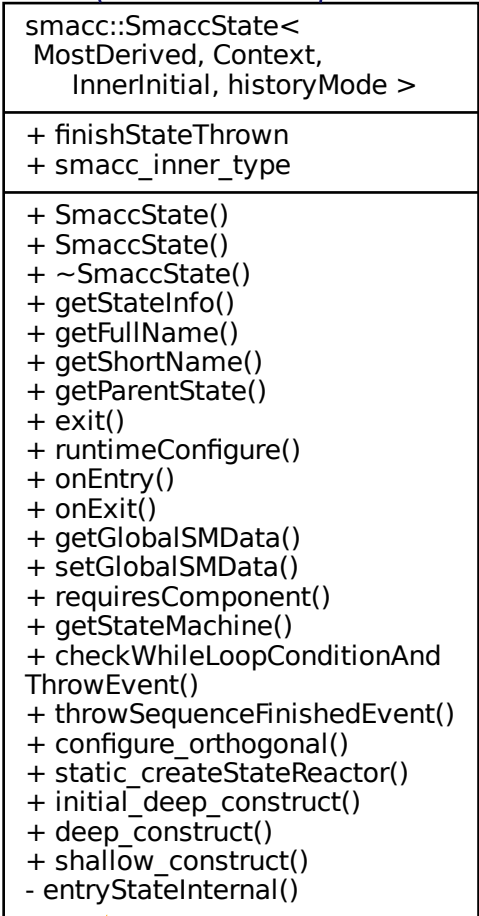 smacc::SmaccState<
MostDerived, Context,
InnerInitial, historyMode >
+ finishStateThrown
+ smacc_inner_type
+ SmaccState()
+ SmaccState()
+ ~SmaccState()
+ getStateInfo()
+ getFullName()
+ getShortName()
+ getParentState()
+ exit()
+ runtimeConfigure()
+ onEntry()
+ onExit()
+ getGlobalSMData()
+ setGlobalSMData()
+ requiresComponent()
+ getStateMachine()
+ checkWhileLoopConditionAnd
ThrowEvent()
+ throwSequenceFinishedEvent()
+ configure_orthogonal()
+ static_createStateReactor()
+ initial_deep_construct()
+ deep_construct()
+ shallow_construct()
- entryStateInternal()